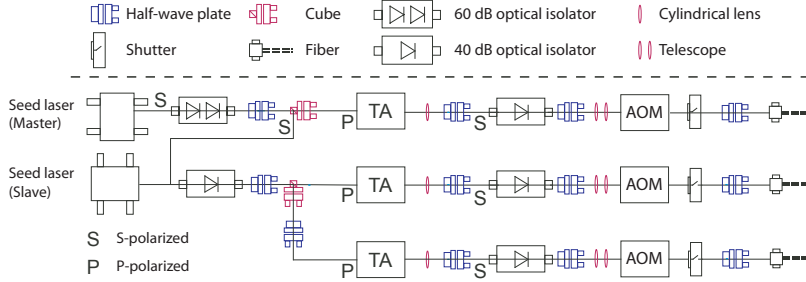 Half-wave plate Cube 60 dB optical isolator Cylindrical lens
Shutter Fiber 40 dB optical isolator Telescope
Seed laser
(Master)
S S P TA S AOM
Seed laser
(Slave)
P TA S AOM
S S-polarized
P P-polarized
P TA S AOM